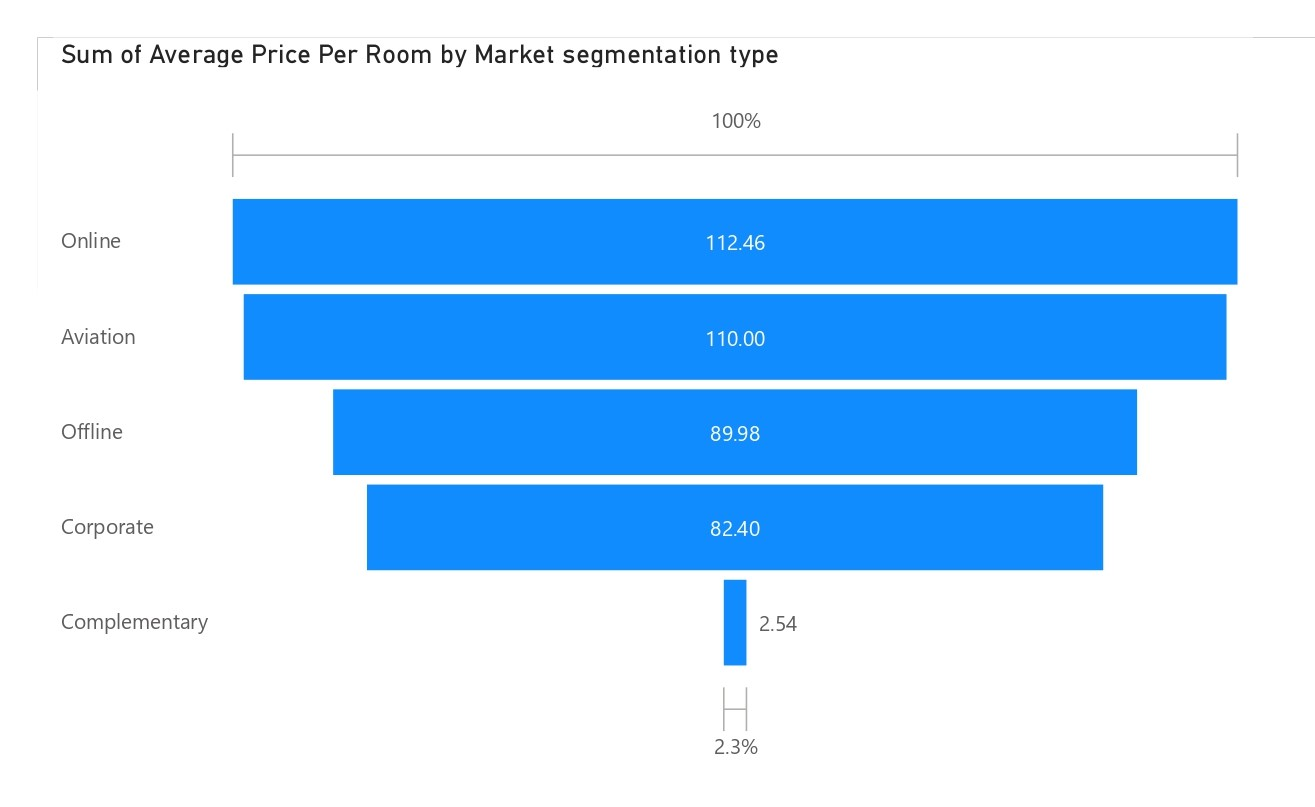 Sum of Average Price Per Room by Market segmentation type
100%
Online 112.46
Aviation 110.00
Offline 89.98
Corporate 82.40
Complementary 2.54
2.3%